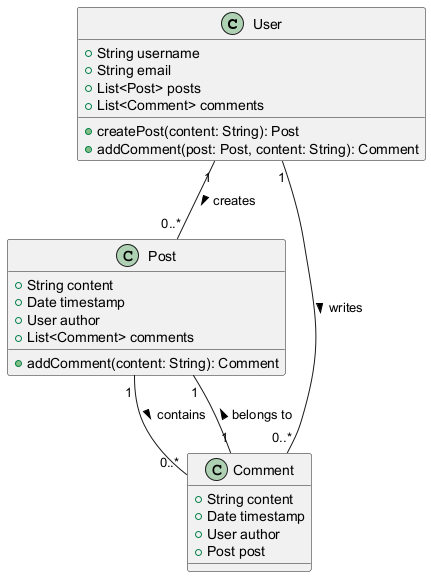 C User
String username
String email
List<Post> posts
List<Comment> comments
createPost(content: String): Post
addComment(post: Post, content: String): Comment
1
1
creates
0..*
C Post
String content
Date timestamp
User author
List<Comment> comments
addComment(content: String): Comment
writes
1
1
contains
belongs to
0..*
1
0..*
C Comment
String content
Date timestamp
User author
Post post